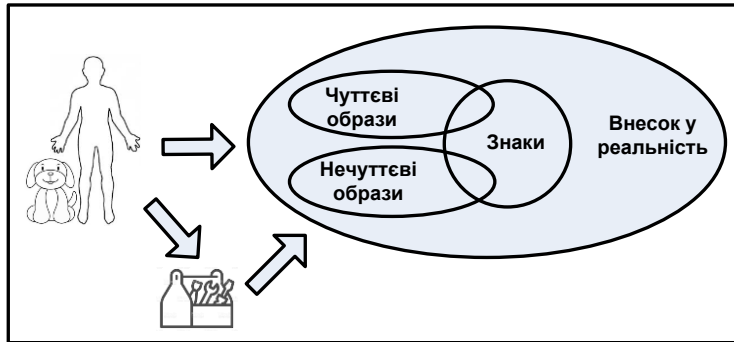 Чуттєві
образи
Знаки
Внесок у
реальність
Нечуттєві
образи